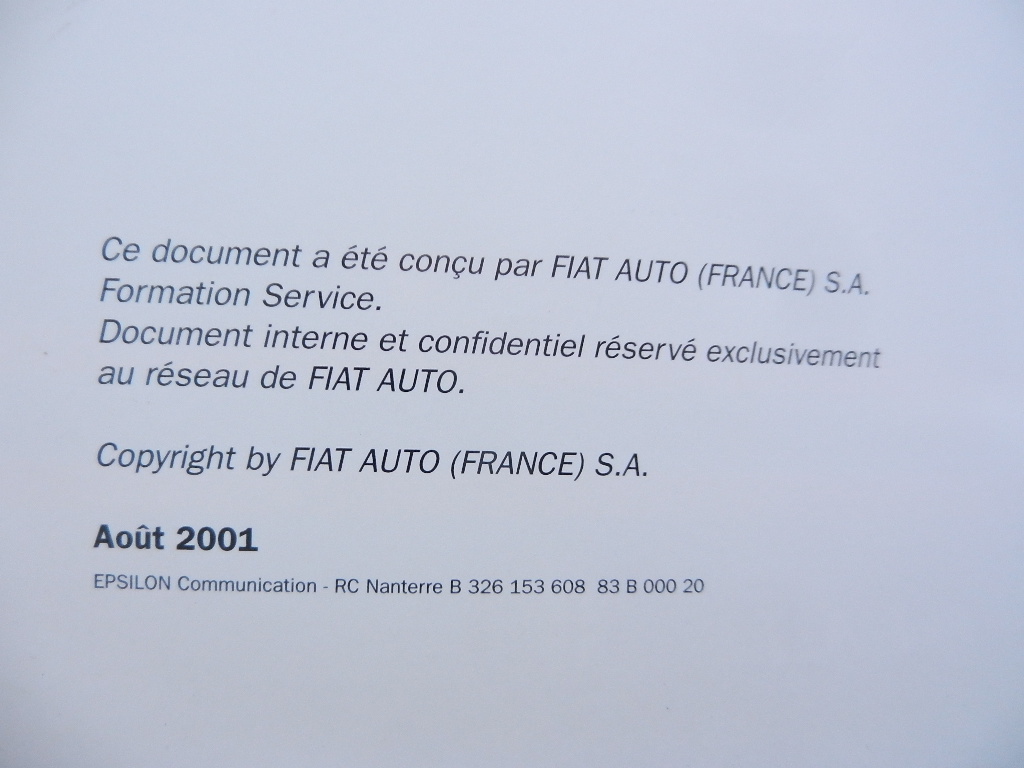 Ce document a été conçu par FIAT AUTO (FRANCE) S.A.
Formation Service.
Document interne et confidentiel réservé exclusivement
au réseau de FIAT AUTO.
Copyright by FIAT AUTO (FRANCE) S.A.
Août 2001
EPSILON Communication - RC Nanterre B 326 153 608 83 B 000 20